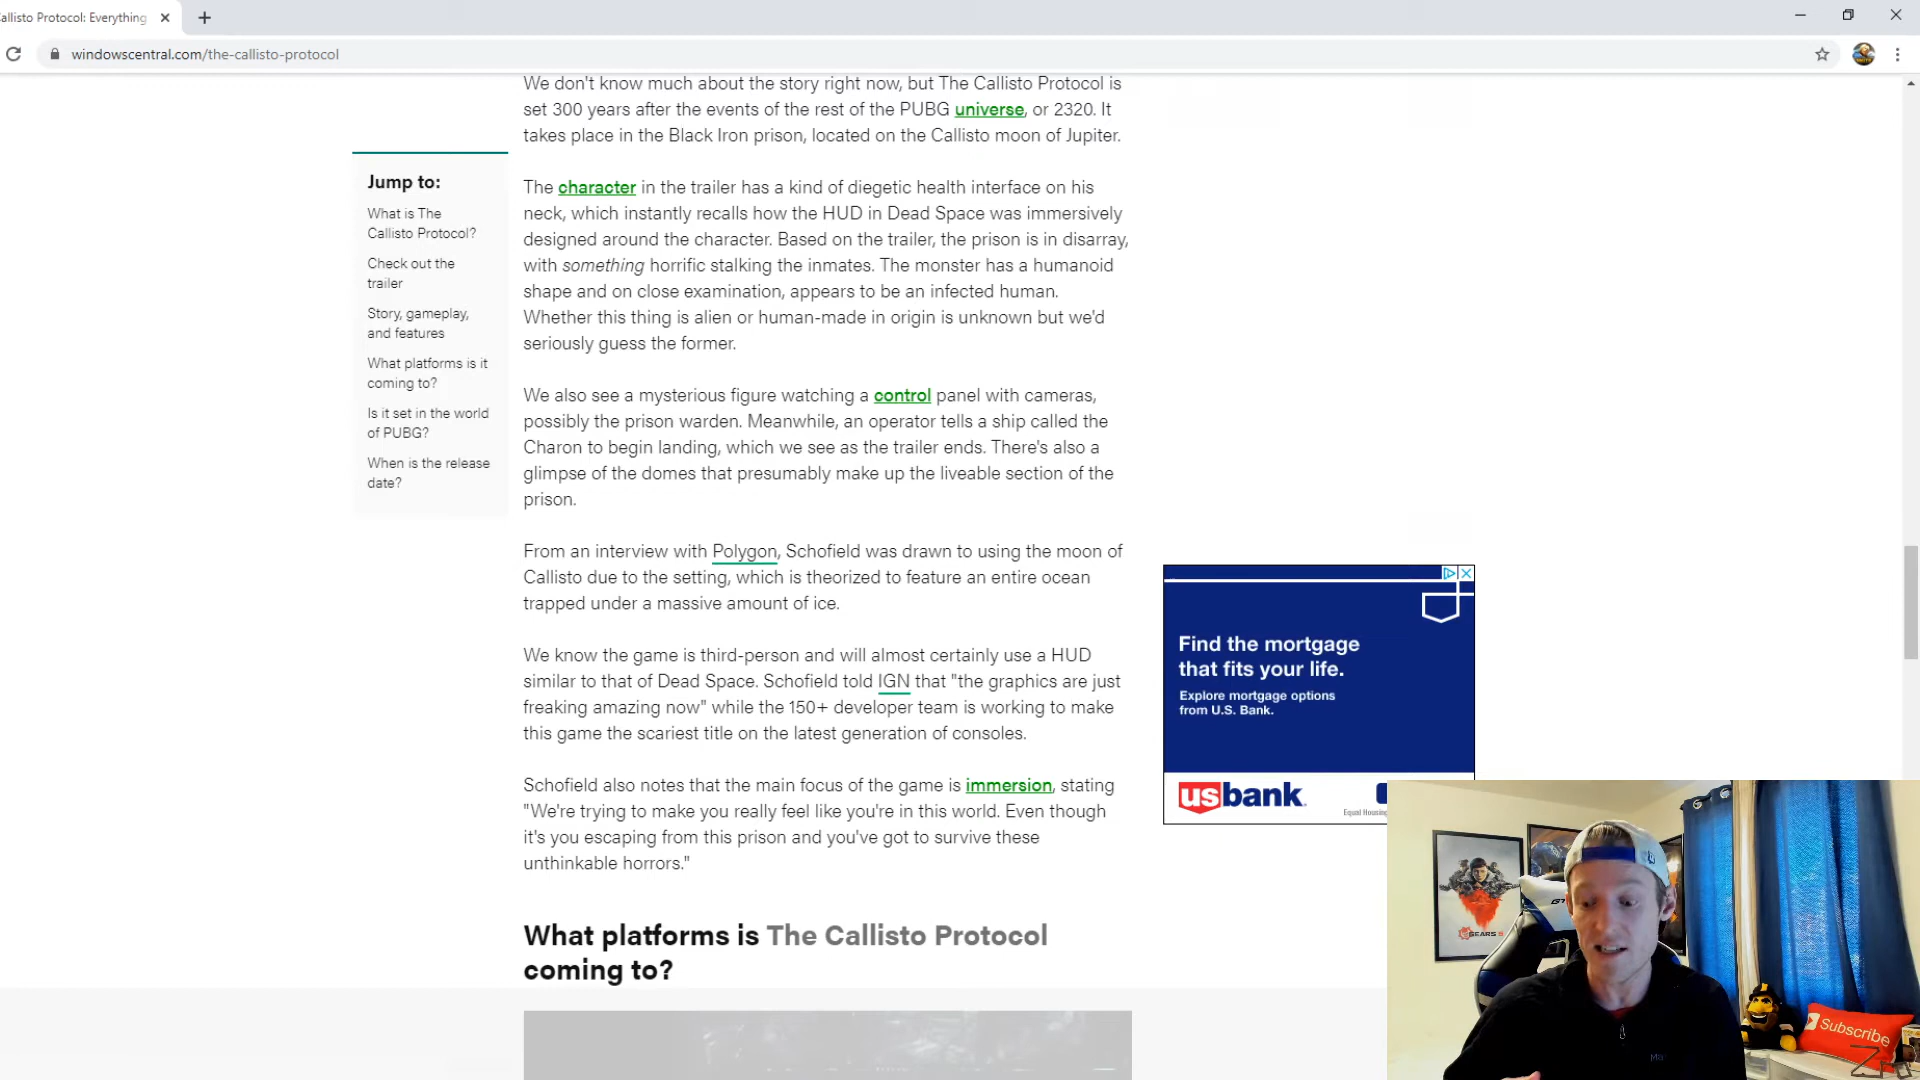 allisto Protocol: Everything
windowscentral.com/the-callisto-protocol
We don't know much about the story right now, but The Callisto Protocol is
set 300 years after the events of the rest of the PUBG universe, or 2320. It
takes place in the Black Iron prison, located on the Callisto moon of Jupiter.
Jump to:
What is The
Callisto Protocol?
Check out the
trailer
Story, gameplay,
and features
What platforms is it
coming to?
Is it set in the world
of PUBG?
When is the release
date?
The character in the trailer has a kind of diegetic health interface on his
neck, which instantly recalls how the HUD in Dead Space was immersively
designed around the character. Based on the trailer, the prison is in disarray,
with something horrific stalking the inmates. The monster has a humanoid
shape and on close examination, appears to be an infected human.
Whether this thing is alien or human-made in origin is unknown but we'd
seriously guess the former.
We also see a mysterious figure watching a control panel with cameras,
possibly the prison warden. Meanwhile, an operator tells a ship called the
Charon to begin landing, which we see as the trailer ends. There's also a
glimpse of the domes that presumably make up the liveable section of the
prison.
From an interview with Polygon, Schofield was drawn to using the moon of
Callisto due to the setting, which is theorized to feature an entire ocean
trapped under a massive amount of ice.
We know the game is third-person and will almost certainly use a HUD
similar to that of Dead Space. Schofield told IGN that "the graphics are just
freaking amazing now" while the 150+ developer team is working to make
this game the scariest title on the latest generation of consoles.
Schofield also notes that the main focus of the game is immersion, stating
"We're trying to make you really feel like you're in this world. Even though
it's you escaping from this prison and you've got to survive these
unthinkable horrors."
What platforms is The Callisto Protocol
coming to?
Find the mortgage
that fits your life.
Explore mortgage options
from U.S. Bank.
usbank.
Equal Housing
GEARS 5
GT
Subscribe